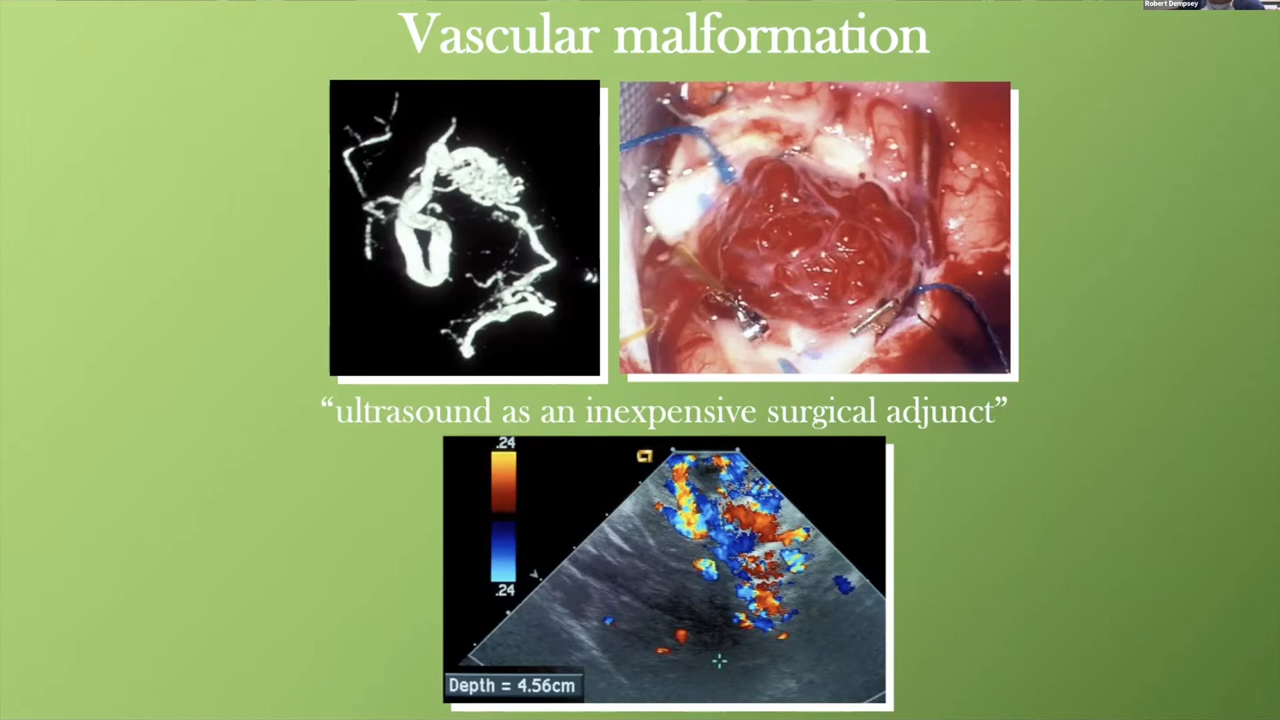 Robert Dempsey
Vascular malformation
“ultrasound as an inexpensive surgical adjunct”
.24
.24
Depth = 4.56cm